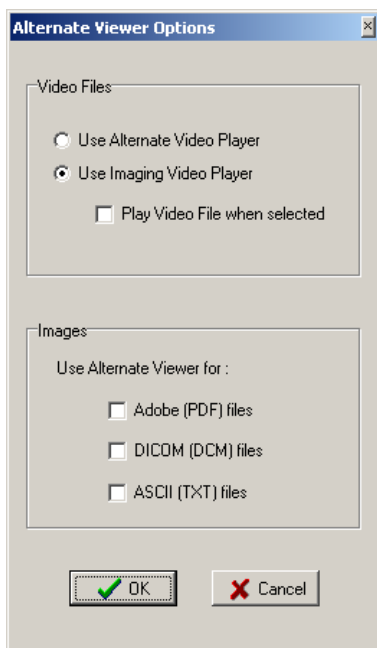 Alternate Viewer Options
Video Files
Use Alternate Video Player
Use Imaging Video Player
Play Video File when selected
Images
Use Alternate Viewer for :
Adobe (PDF) files
DICOM (DCM) files
ASCII (TXT) files
OK Cancel